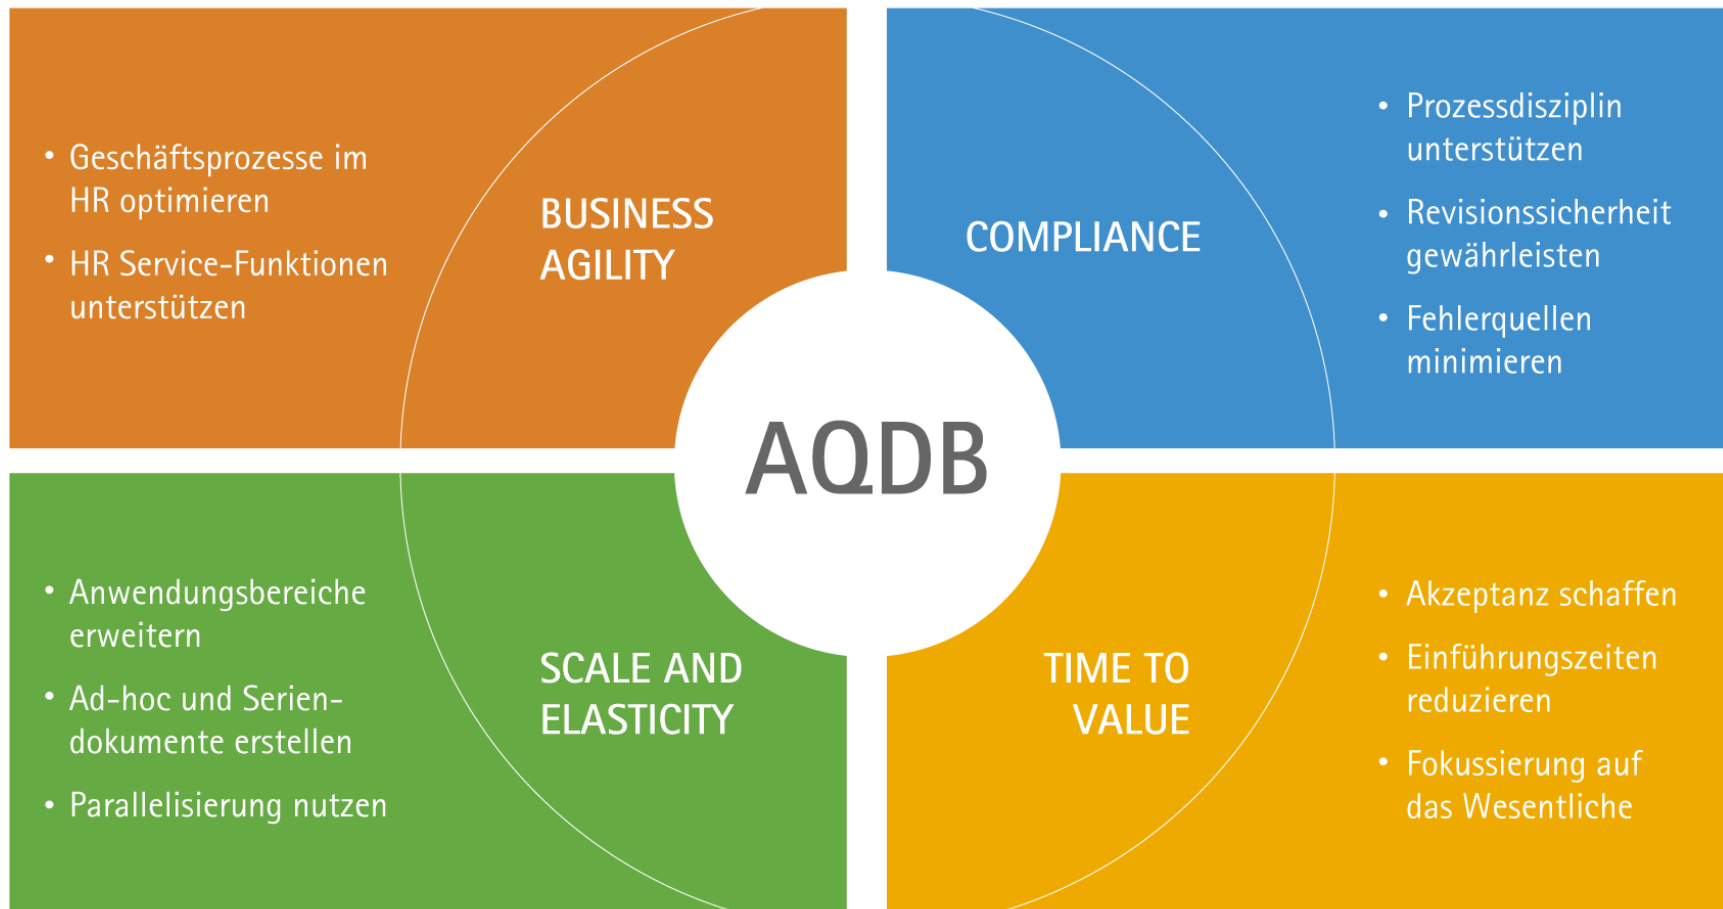 • Geschäftsprozesse im
HR optimieren
• HR Service-Funktionen
unterstützen
BUSINESS
AGILITY
COMPLIANCE
• Prozessdisziplin
unterstützen
• Revisionssicherheit
gewährleisten
• Fehlerquellen
minimieren
AQDB
• Anwendungsbereiche
erweitern
• Ad-hoc und Serien-
dokumente erstellen
• Parallelisierung nutzen
SCALE AND
ELASTICITY
TIME TO
VALUE
• Akzeptanz schaffen
• Einführungszeiten
reduzieren
• Fokussierung auf
das Wesentliche